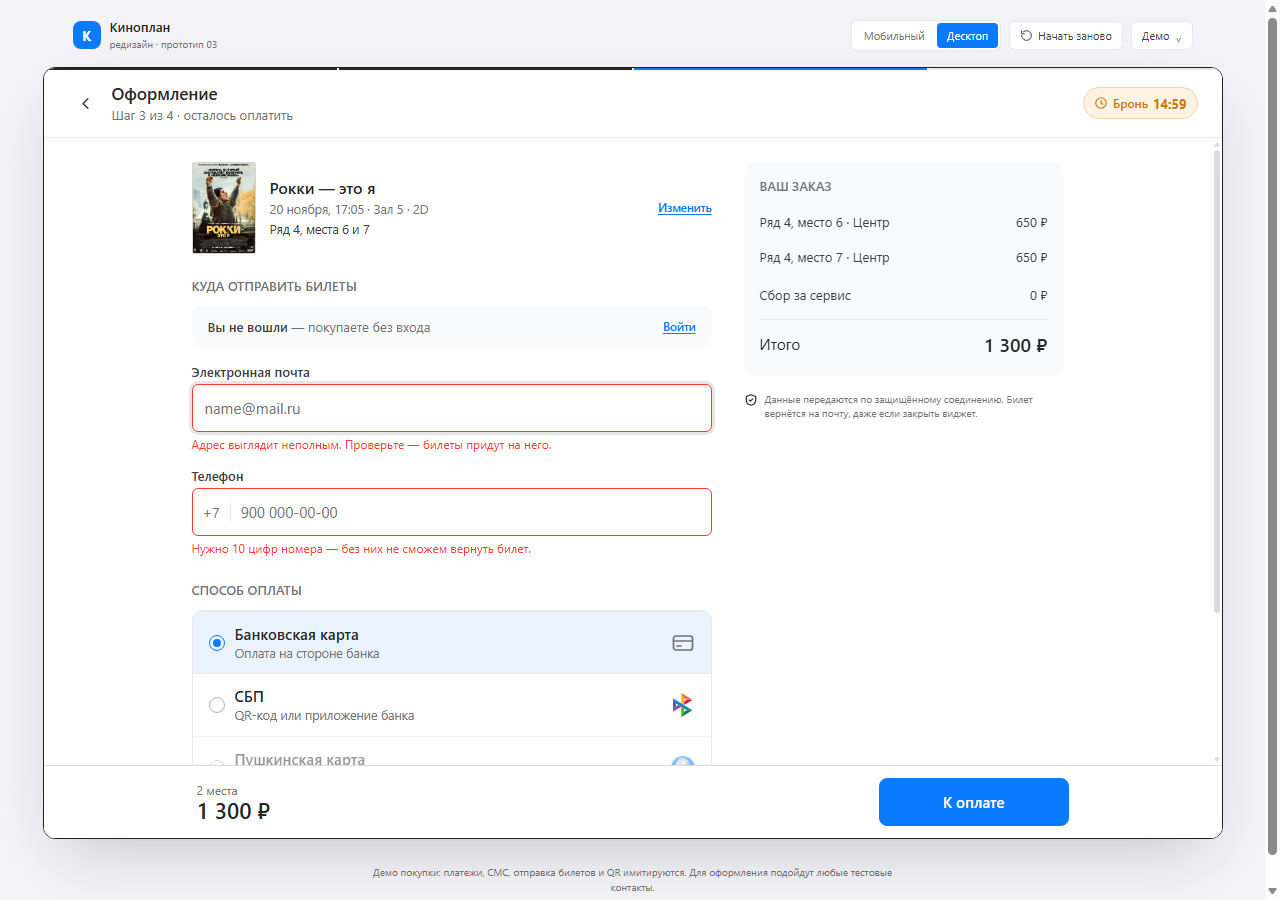 К
Киноплан
редизайн · прототип 03
Мобильный
Десктоп
Начать заново
Демо
Оформление
Шаг 3 из 4 · осталось оплатить
Бронь 14:59
РОККИ
ЭТО Я
Рокки — это я
20 ноября, 17:05 · Зал 5 · 2D
Ряд 4, места 6 и 7
Изменить
КУДА ОТПРАВИТЬ БИЛЕТЫ
Вы не вошли — покупаете без входа
Войти
Электронная почта
name@mail.ru
Адрес выглядит неполным. Проверьте — билеты придут на него.
Телефон
+7
900 000-00-00
Нужно 10 цифр номера — без них не сможем вернуть билет.
СПОСОБ ОПЛАТЫ
Банковская карта
Оплата на стороне банка
СБП
QR-код или приложение банка
Пушкинская карта
ВАШ ЗАКАЗ
Ряд 4, место 6 · Центр
650 ₽
Ряд 4, место 7 · Центр
650 ₽
Сбор за сервис
0 ₽
Итого
1 300 ₽
Данные передаются по защищённому соединению. Билет
вернётся на почту, даже если закрыть виджет.
2 места
1 300 ₽
К оплате
Демо покупки: платежи, СМС, отправка билетов и QR имитируются. Для оформления подойдут любые тестовые
контакты.